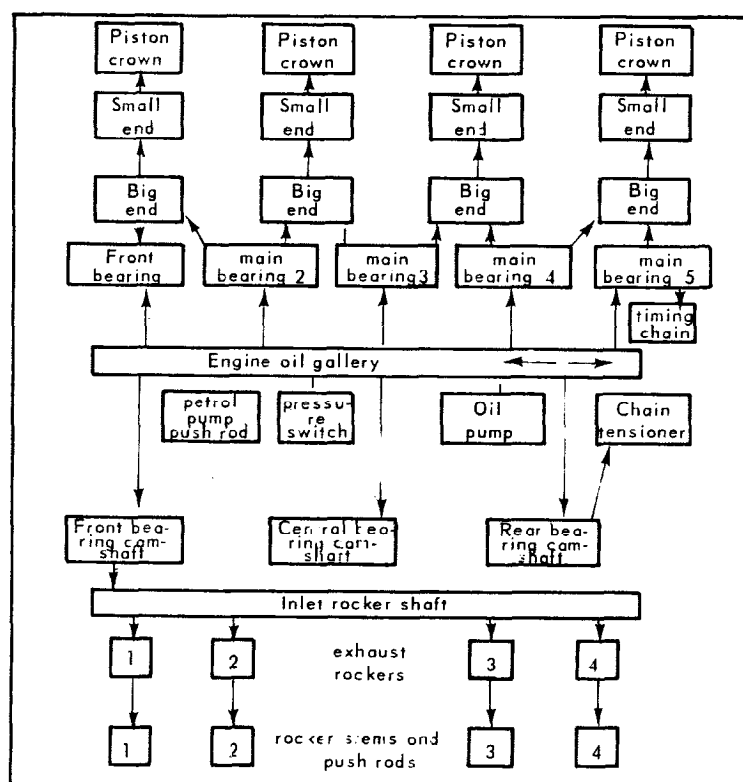 Piston
crown
Piston
crown
Piston
crown
Piston
crown
Small
end
Small
end
Small
end
Small
end
Big
end
Big
end
Big
end
Big
end
Front
bearing
main
bearing 2
main
bearing3
main
bearing 4
main
bearing 5
timing
chain
Engine oil gallery
petrol
pump
push rod
pressu-
re
switch
Oil
pump
Chain
tensioner
Front bea-
ring cam-
shaft
Central bea-
ring cam-
shaft
Rear bea-
ring cam-
shaft
Inlet rocker shaft
1
2
exhaust
rockers
3
4
1
2
rocker stems and
push rods
3
4